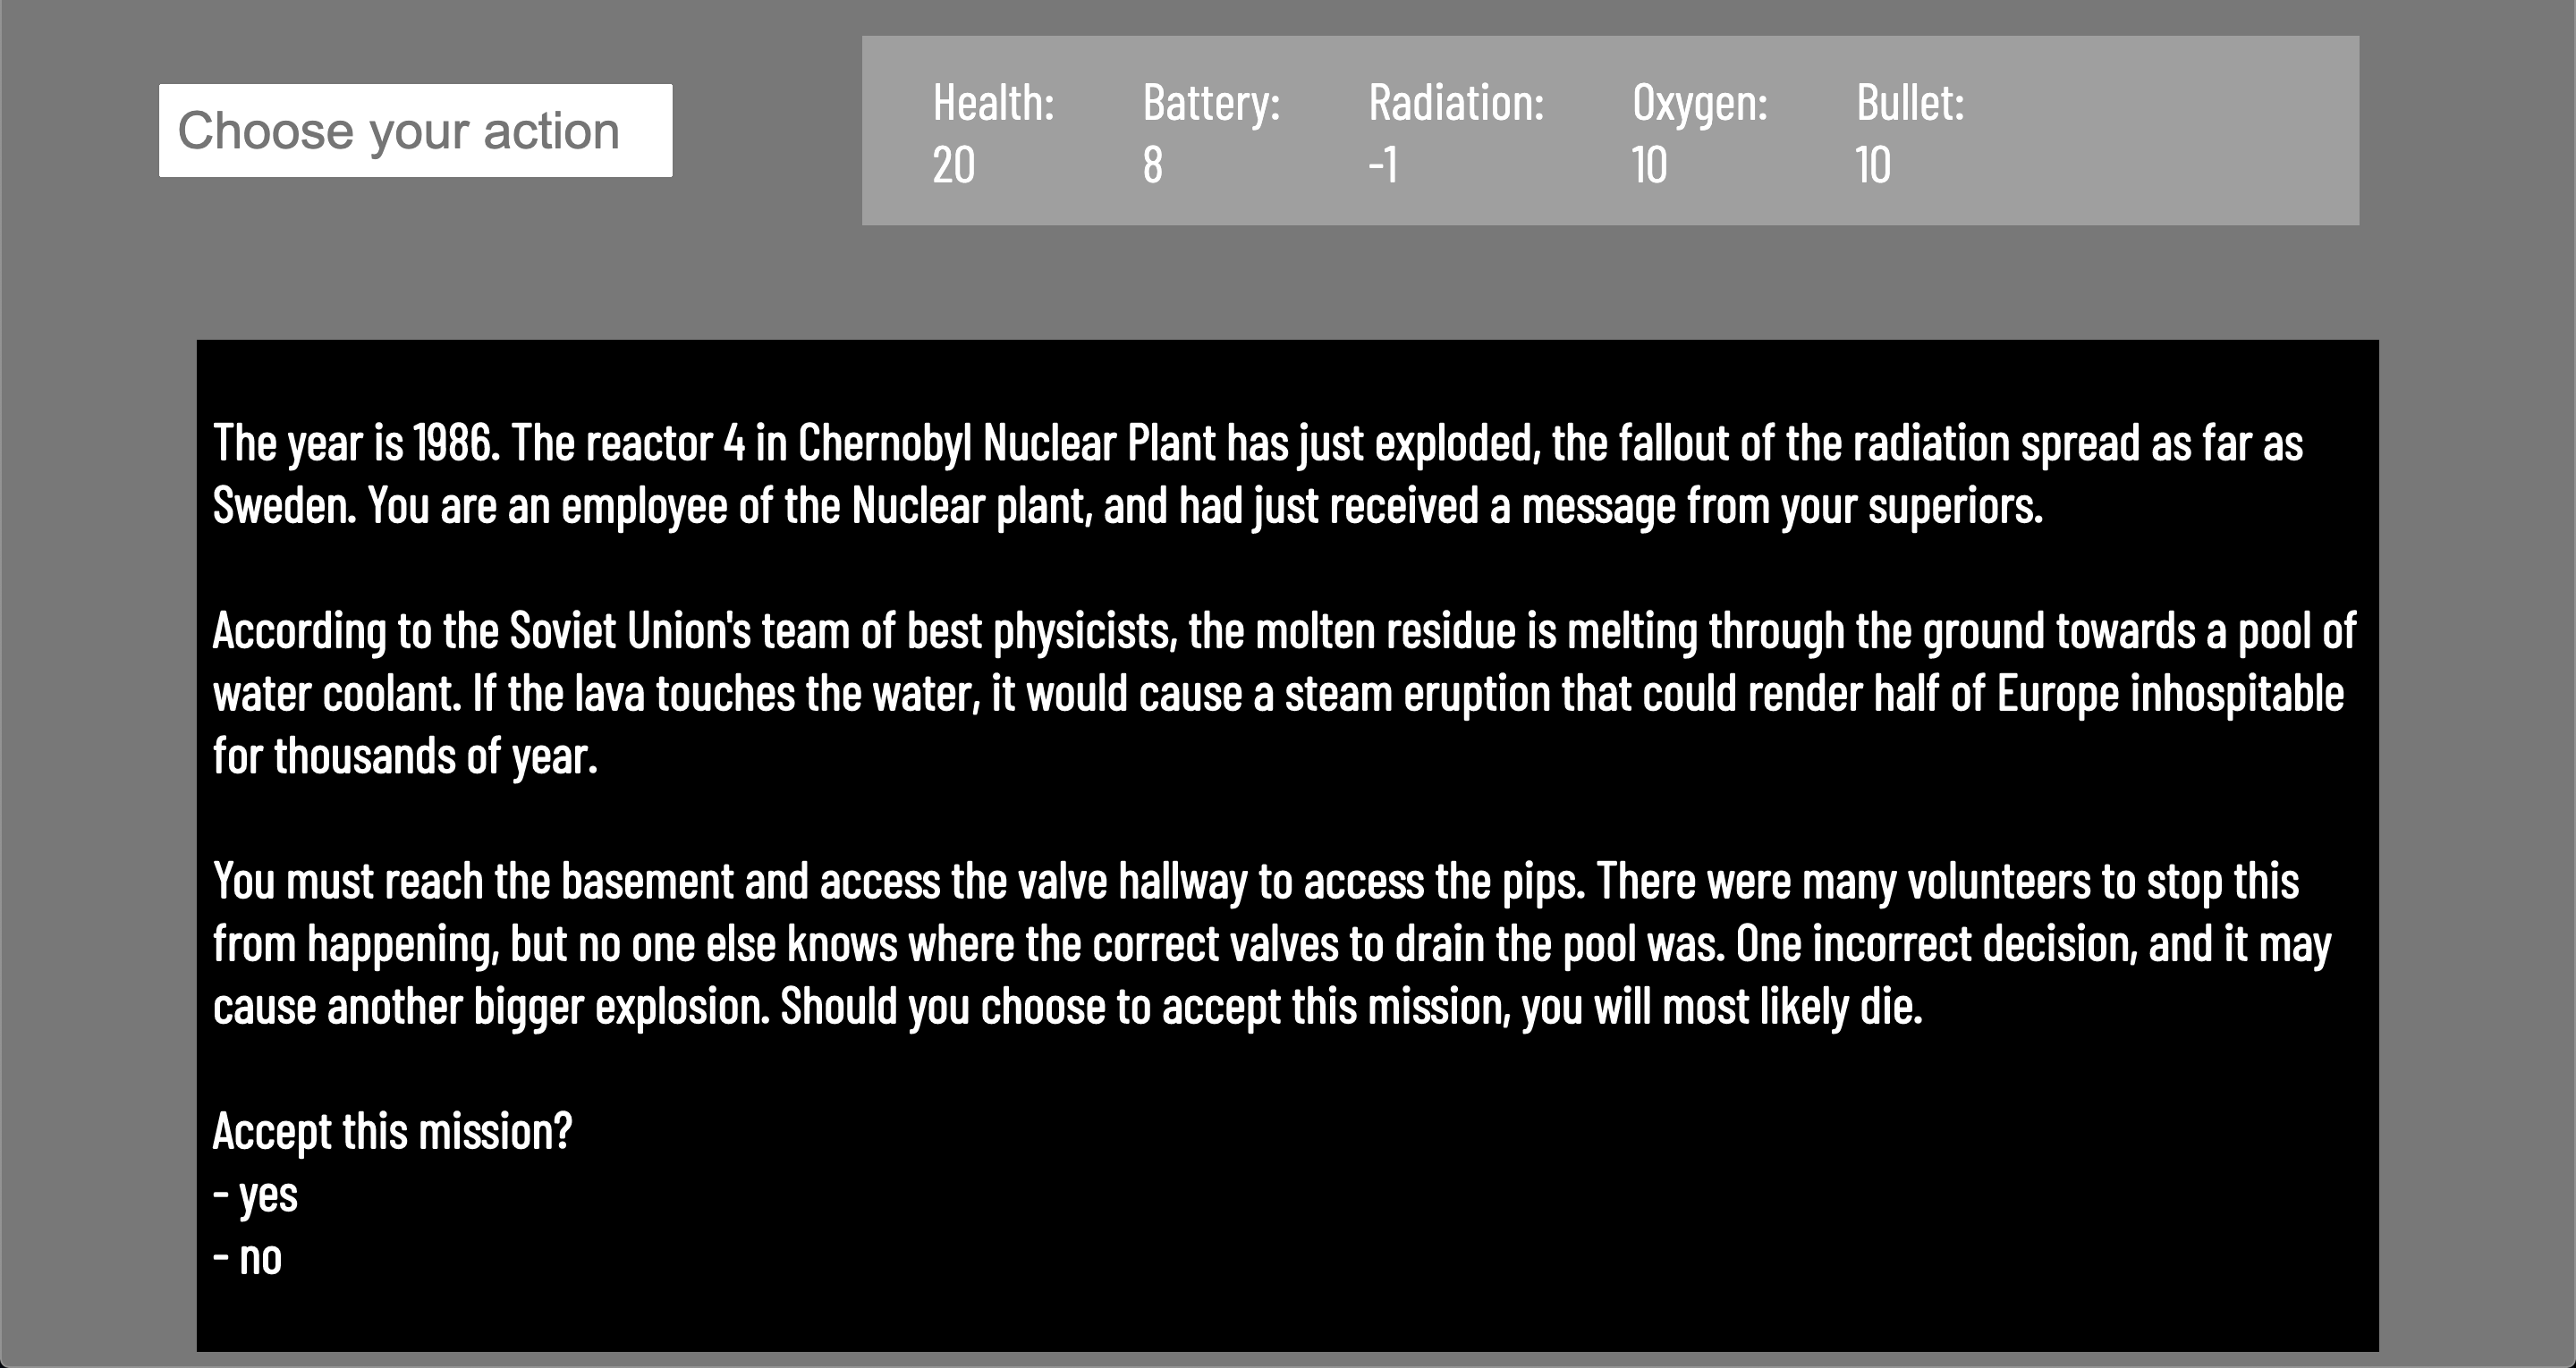 Choose your action
Health: Battery: Radiation: Oxygen: Bullet:
20 8 -1 10 10
The year is 1986. The reactor 4 in Chernobyl Nuclear Plant has just exploded, the fallout of the radiation spread as far as
Sweden. You are an employee of the Nuclear plant, and had just received a message from your superiors.
According to the Soviet Union's team of best physicists, the molten residue is melting through the ground towards a pool of
water coolant. If the lava touches the water, it would cause a steam eruption that could render half of Europe inhospitable
for thousands of year.
You must reach the basement and access the valve hallway to access the pips. There were many volunteers to stop this
from happening, but no one else knows where the correct valves to drain the pool was. One incorrect decision, and it may
cause another bigger explosion. Should you choose to accept this mission, you will most likely die.
Accept this mission?
- yes
- no